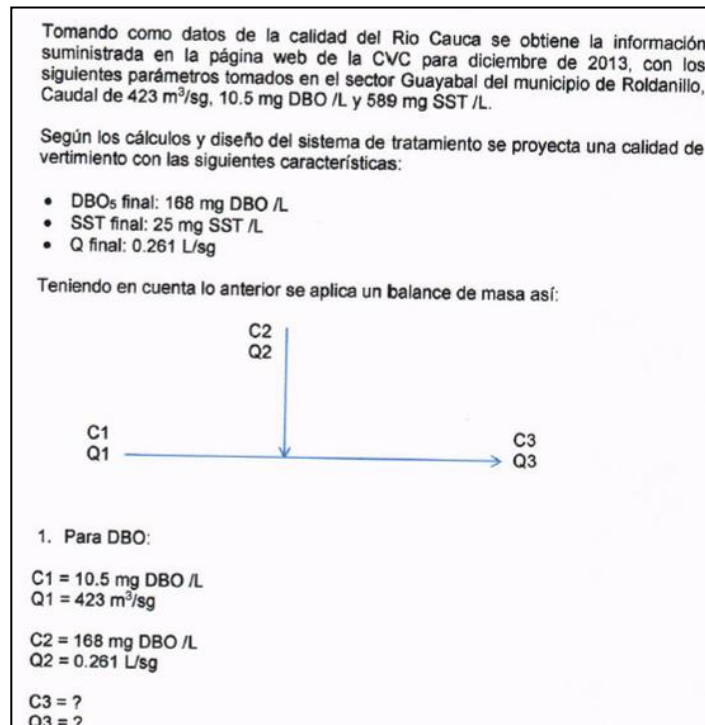 Tomando como datos de la calidad del Rio Cauca se obtiene la información
suministrada en la página web de la CVC para diciembre de 2013, con los
siguientes parámetros tomados en el sector Guayabal del municipio de Roldanillo,
Caudal de 423 m³/sg, 10.5 mg DBO /L y 589 mg SST /L.
Según los cálculos y diseño del sistema de tratamiento se proyecta una calidad de
vertimiento con las siguientes características:
• DBO₅ final: 168 mg DBO /L
• SST final: 25 mg SST /L
• Q final: 0.261 L/sg
Teniendo en cuenta lo anterior se aplica un balance de masa así:
C2
Q2
C1
Q1
C3
Q3
1. Para DBO:
C1 = 10.5 mg DBO /L
Q1 = 423 m³/sg
C2 = 168 mg DBO /L
Q2 = 0.261 L/sg
C3 = ?
Q3 = ?